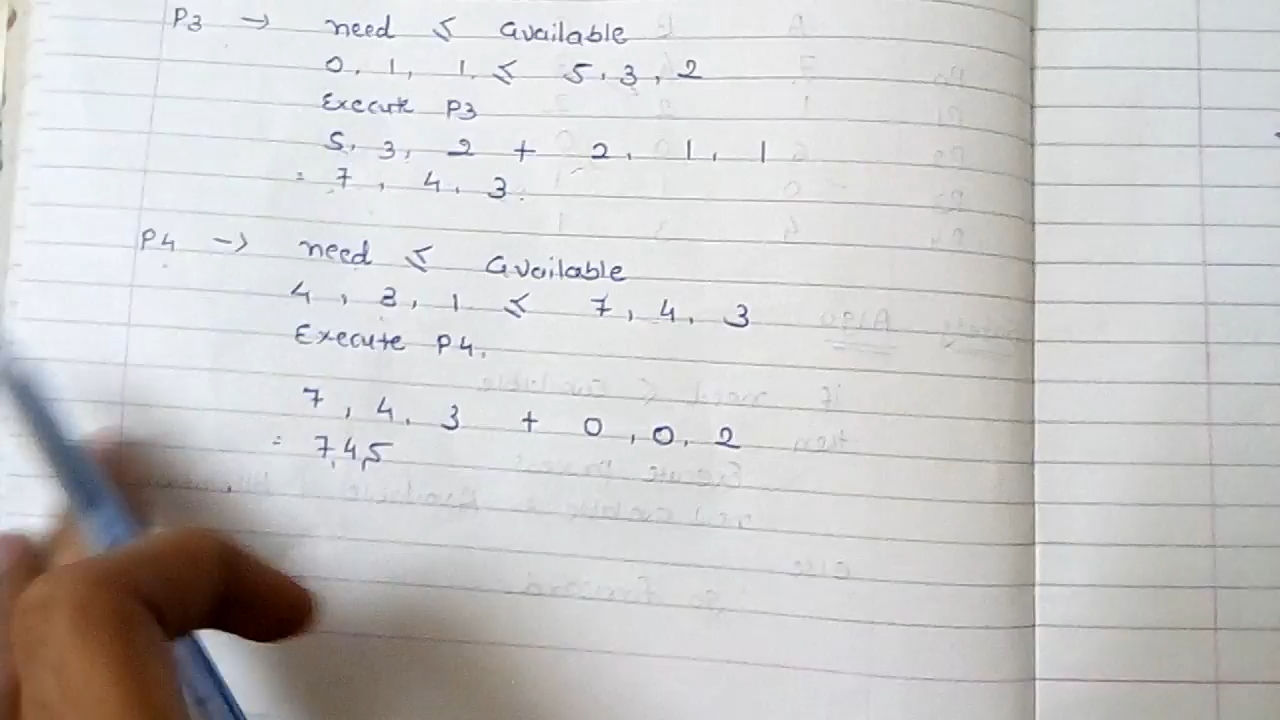 P3 → need ≤ Available
0, 1, 1 ≤ 5, 3, 2
Execute P3
5, 3, 2 + 2, 1, 1
= 7, 4, 3.
P4 → need ≤ Available
4, 3, 1 ≤ 7, 4, 3
Execute P4.
7, 4, 3 + 0, 0, 2
= 7,4,5